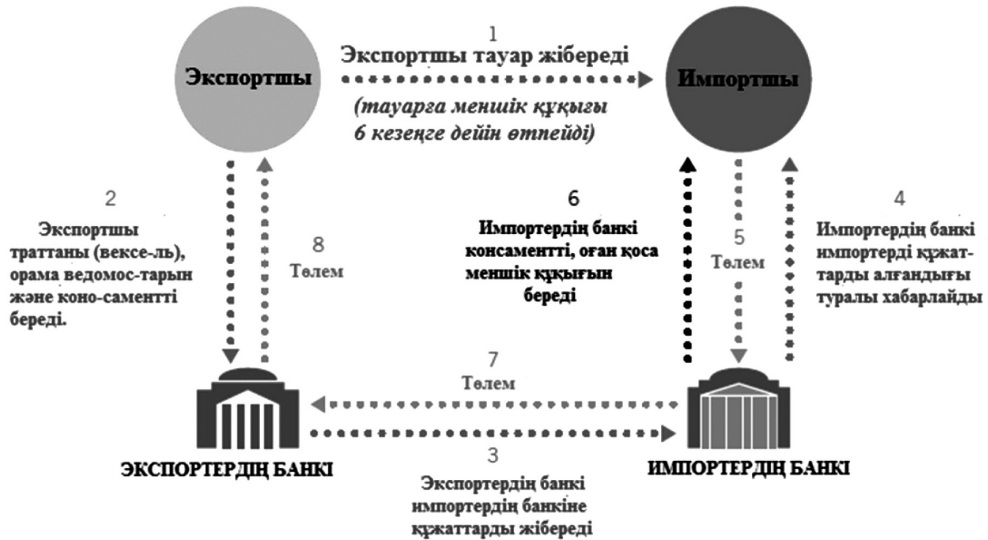 1
Экспортшы тауар жібереді
Экспортшы
Импортшы
(тауарға меншік құқығы
6 кезеңге дейін өтпейді)
2
Экспортшы
траттаны (вексе-ль),
орама ведомос-тарын
және коно-саментті
береді.
8
Төлем
6
Импортердің банкі
консаментті, оған қоса
меншік құқығын
береді
5
Төлем
4
Импортердің банкі
импортерді құжат-
тарды алғандығы
туралы хабарлайды
7
Төлем
ЭКСПОРТЕРДІҢ БАНКІ
ИМПОРТЕРДІҢ БАНКІ
3
Экспортердің банкі
импортердің банкіне
құжаттарды жібереді